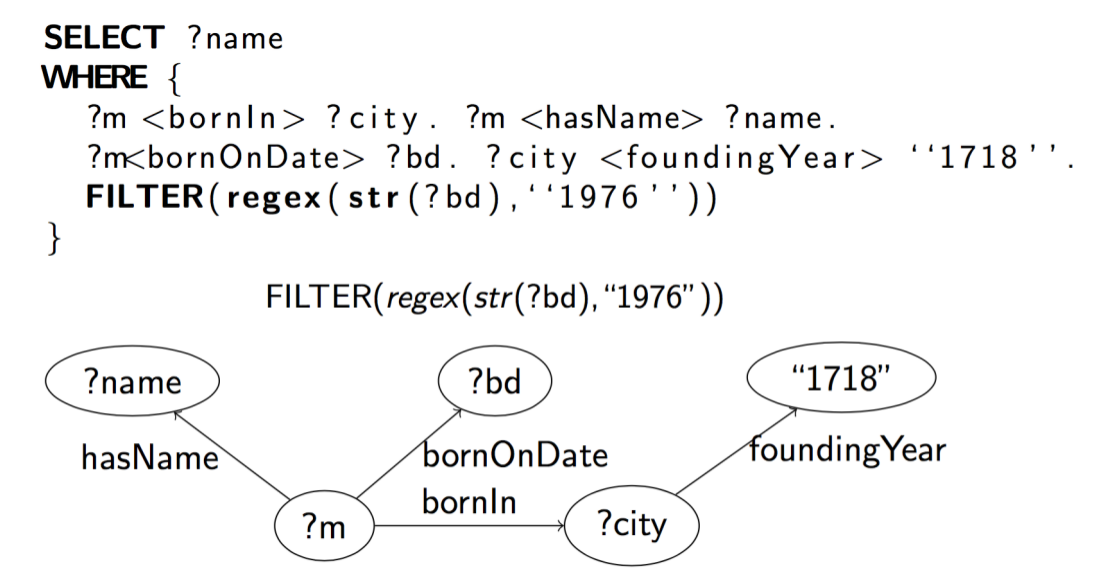 SELECT ?name
WHERE {
?m <bornIn> ?city. ?m <hasName> ?name.
?m<bornOnDate> ?bd. ?city <foundingYear> ‘‘1718’’.
FILTER(regex(str(?bd),‘‘1976’’))
}
FILTER(regex(str(?bd),“1976”))
?name
?bd
“1718”
hasName
bornOnDate
foundingYear
bornIn
?m
?city